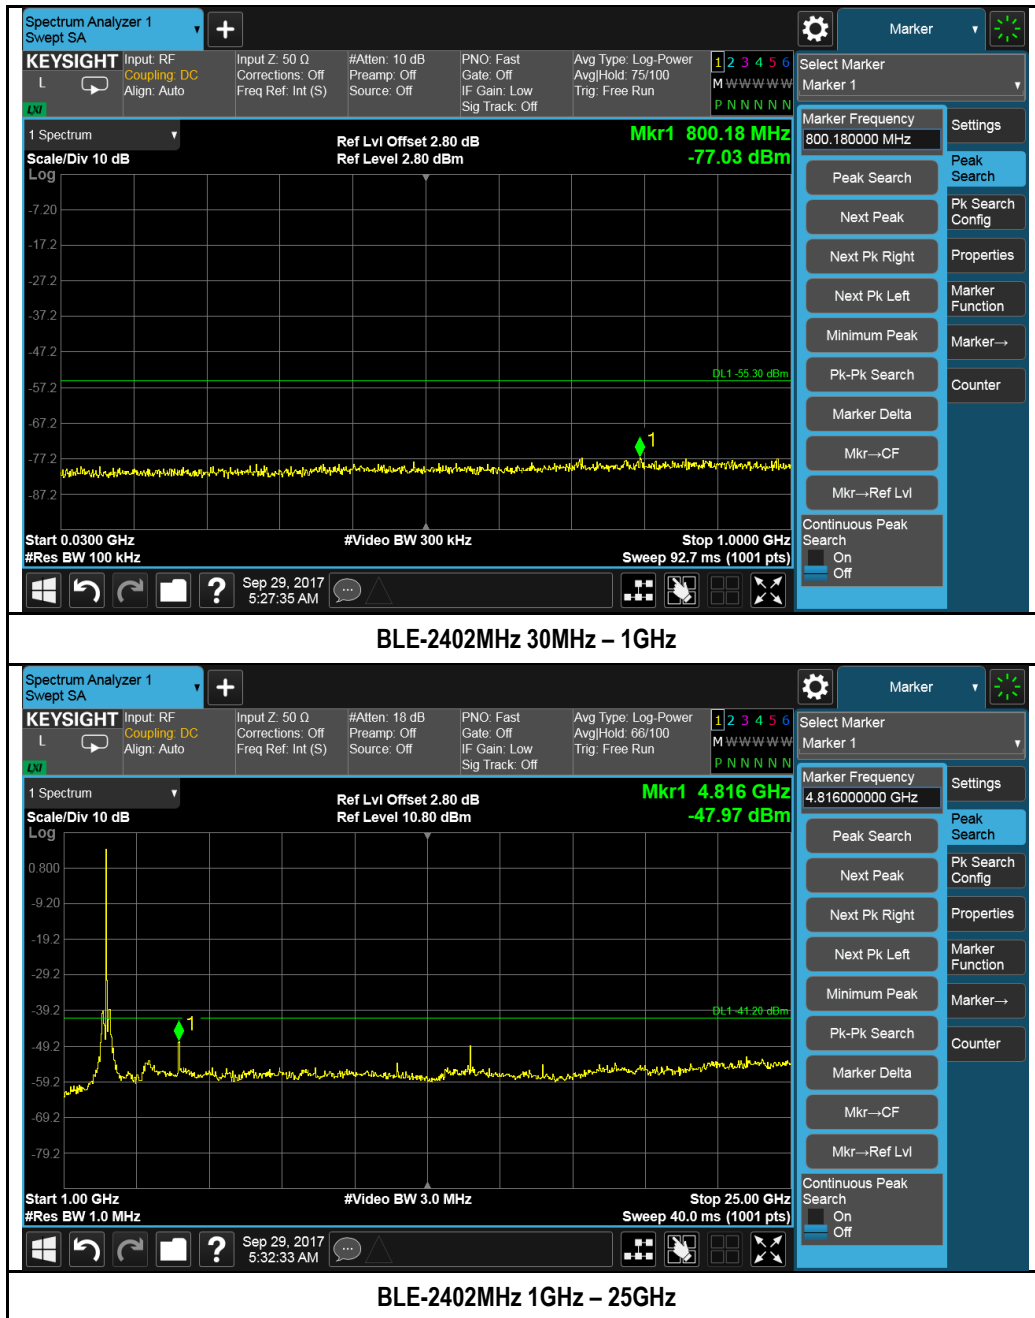 Spectrum Analyzer 1
Swept SA
Marker
KEYSIGHT
L
LXI
Input: RF
Coupling: DC
Align: Auto
Input Z: 50 Ω
Corrections: Off
Freq Ref: Int (S)
#Atten: 10 dB
Preamp: Off
Source: Off
PNO: Fast
Gate: Off
IF Gain: Low
Sig Track: Off
Avg Type: Log-Power
Avg|Hold: 75/100
Trig: Free Run
1 2 3 4 5 6
M W W W W W
P N N N N N
Select Marker
Marker 1
1 Spectrum
Scale/Div 10 dB
Log
Ref Lvl Offset 2.80 dB
Ref Level 2.80 dBm
Mkr1 800.18 MHz
-77.03 dBm
-7.20
-17.2
-27.2
-37.2
-47.2
-57.2
-67.2
-77.2
-87.2
DL1 -55.30 dBm
1
Start 0.0300 GHz
#Res BW 100 kHz
#Video BW 300 kHz
Stop 1.0000 GHz
Sweep 92.7 ms (1001 pts)
Marker Frequency
800.180000 MHz
Peak Search
Next Peak
Next Pk Right
Next Pk Left
Minimum Peak
Pk-Pk Search
Marker Delta
Mkr→CF
Mkr→Ref Lvl
Continuous Peak
Search
On
Off
Settings
Peak
Search
Pk Search
Config
Properties
Marker
Function
Marker→
Counter
?
Sep 29, 2017
5:27:35 AM
BLE-2402MHz 30MHz – 1GHz
Spectrum Analyzer 1
Swept SA
Marker
KEYSIGHT
L
LXI
Input: RF
Coupling: DC
Align: Auto
Input Z: 50 Ω
Corrections: Off
Freq Ref: Int (S)
#Atten: 18 dB
Preamp: Off
Source: Off
PNO: Fast
Gate: Off
IF Gain: Low
Sig Track: Off
Avg Type: Log-Power
Avg|Hold: 66/100
Trig: Free Run
1 2 3 4 5 6
M W W W W W
P N N N N N
Select Marker
Marker 1
1 Spectrum
Scale/Div 10 dB
Log
Ref Lvl Offset 2.80 dB
Ref Level 10.80 dBm
Mkr1 4.816 GHz
-47.97 dBm
0.800
-9.20
-19.2
-29.2
-39.2
-49.2
-59.2
-69.2
-79.2
DL1 -41.20 dBm
1
Start 1.00 GHz
#Res BW 1.0 MHz
#Video BW 3.0 MHz
Stop 25.00 GHz
Sweep 40.0 ms (1001 pts)
Marker Frequency
4.816000000 GHz
Peak Search
Next Peak
Next Pk Right
Next Pk Left
Minimum Peak
Pk-Pk Search
Marker Delta
Mkr→CF
Mkr→Ref Lvl
Continuous Peak
Search
On
Off
Settings
Peak
Search
Pk Search
Config
Properties
Marker
Function
Marker→
Counter
?
Sep 29, 2017
5:32:33 AM
BLE-2402MHz 1GHz – 25GHz